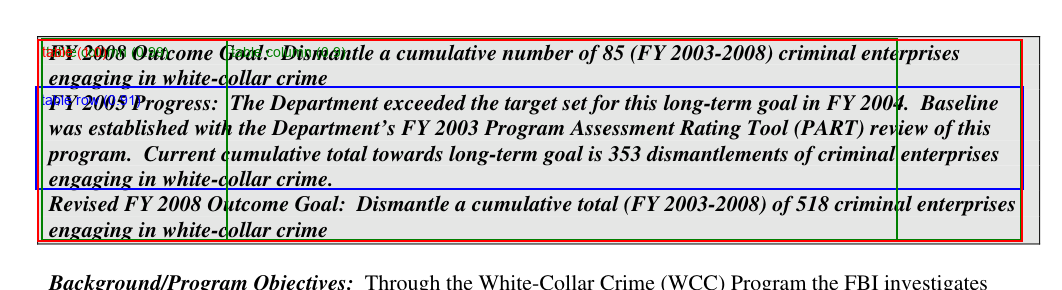 FY 2008 Outcome Goal:  Dismantle a cumulative number of 85 (FY 2003-2008) criminal enterprises
engaging in white-collar crime
FY 2005 Progress:  The Department exceeded the target set for this long-term goal in FY 2004.  Baseline
was established with the Department’s FY 2003 Program Assessment Rating Tool (PART) review of this
program.  Current cumulative total towards long-term goal is 353 dismantlements of criminal enterprises
engaging in white-collar crime.
Revised FY 2008 Outcome Goal:  Dismantle a cumulative total (FY 2003-2008) of 518 criminal enterprises
engaging in white-collar crime
Background/Program Objectives:  Through the White-Collar Crime (WCC) Program the FBI investigates